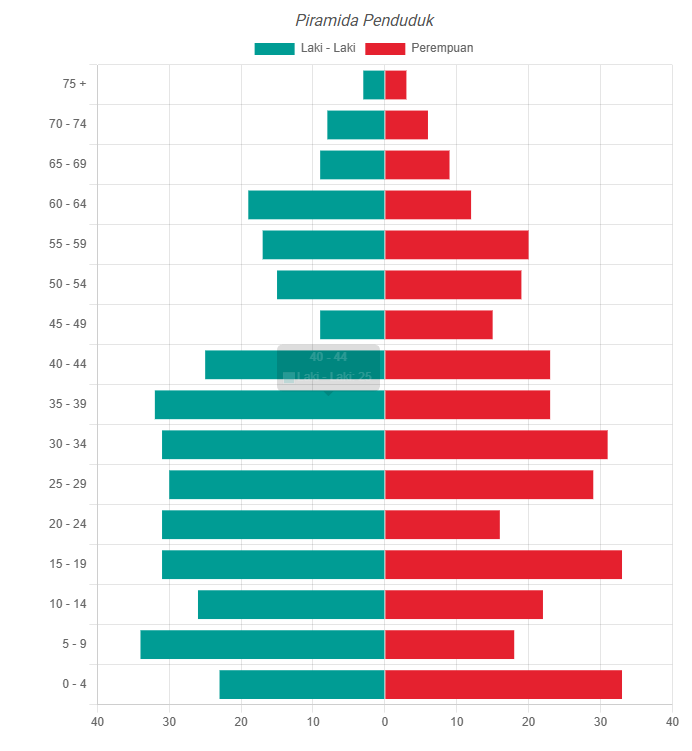 Piramida Penduduk
Laki - Laki Perempuan
75 +
70 - 74
65 - 69
60 - 64
55 - 59
50 - 54
45 - 49
40 - 44
40 - 44
Laki - Laki: 25
35 - 39
30 - 34
25 - 29
20 - 24
15 - 19
10 - 14
5 - 9
0 - 4
40 30 20 10 0 10 20 30 40